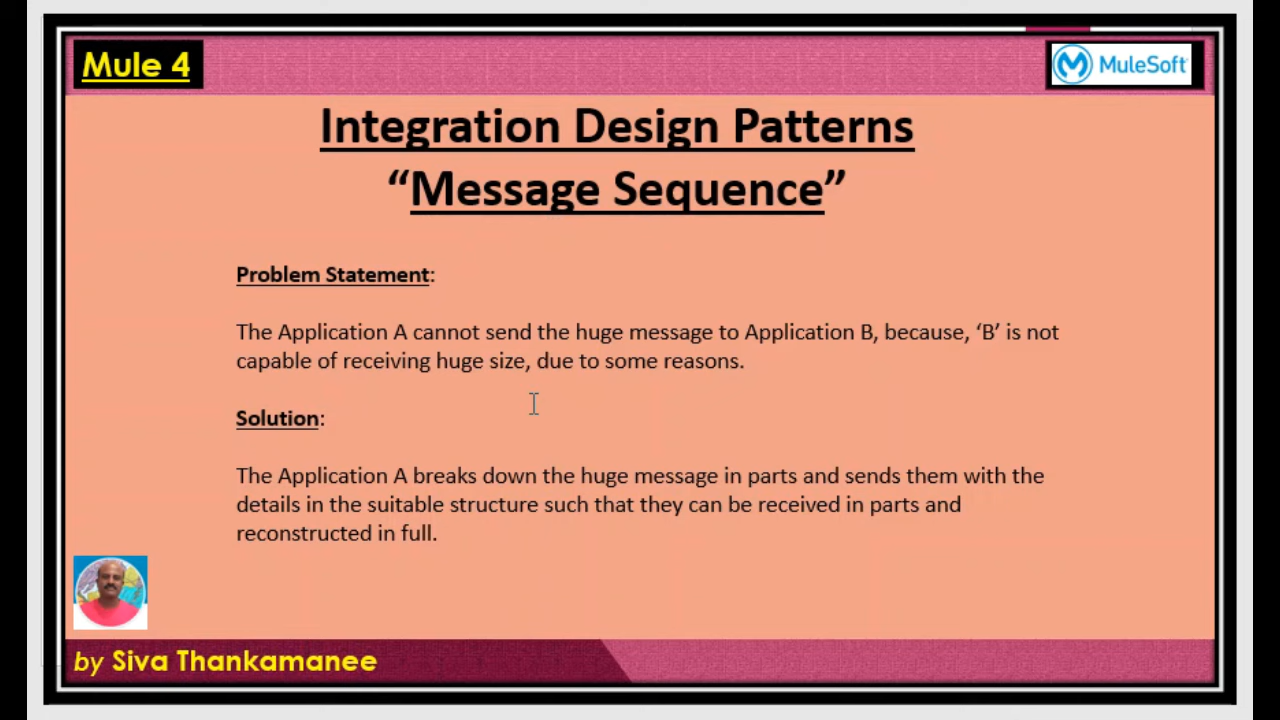 Mule 4
MuleSoft
Integration Design Patterns
“Message Sequence”
Problem Statement:
The Application A cannot send the huge message to Application B, because, ‘B’ is not
capable of receiving huge size, due to some reasons.
Solution:
The Application A breaks down the huge message in parts and sends them with the
details in the suitable structure such that they can be received in parts and
reconstructed in full.
by Siva Thankamanee